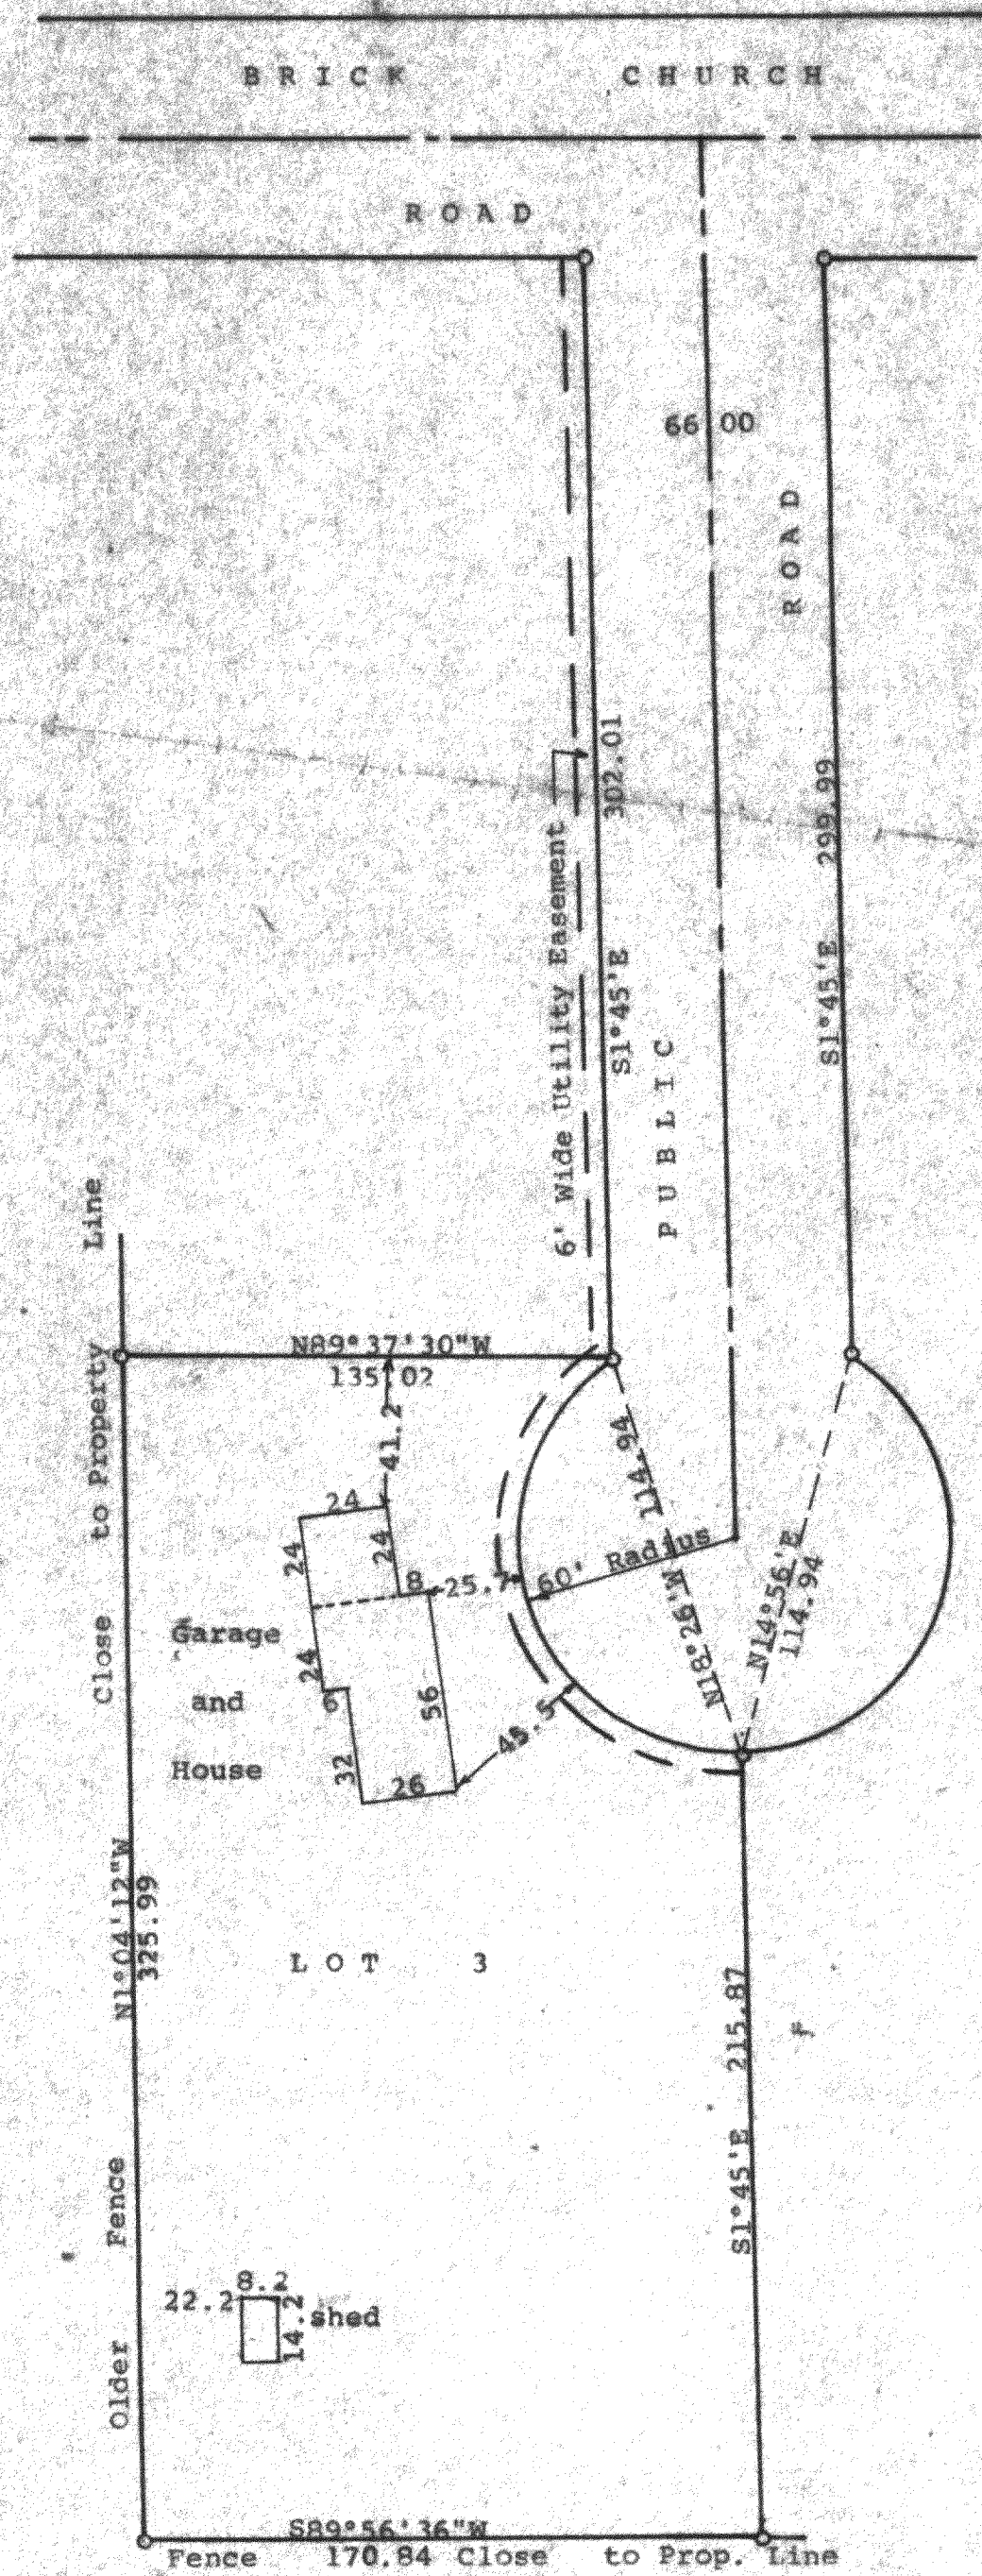 BRICK CHURCH
ROAD
66 00
PUBLIC ROAD
S1°45'E 302.01
S1°45'E 299.99
6' Wide Utility Easement
N89°37'30"W
135.02
41.2
24
24
24
8
25.7
60' Radius
114.94
N18°26'W
N14°56'E
114.94
Garage
and
House
24
6
56
32
26
LOT 3
N1°04'12"W
325.99
Older Fence Close to Property Line
S1°45'E 215.87
8.2
22.2
14.2
shed
S89°56'36"W
Fence 170.84 Close to Prop. Line